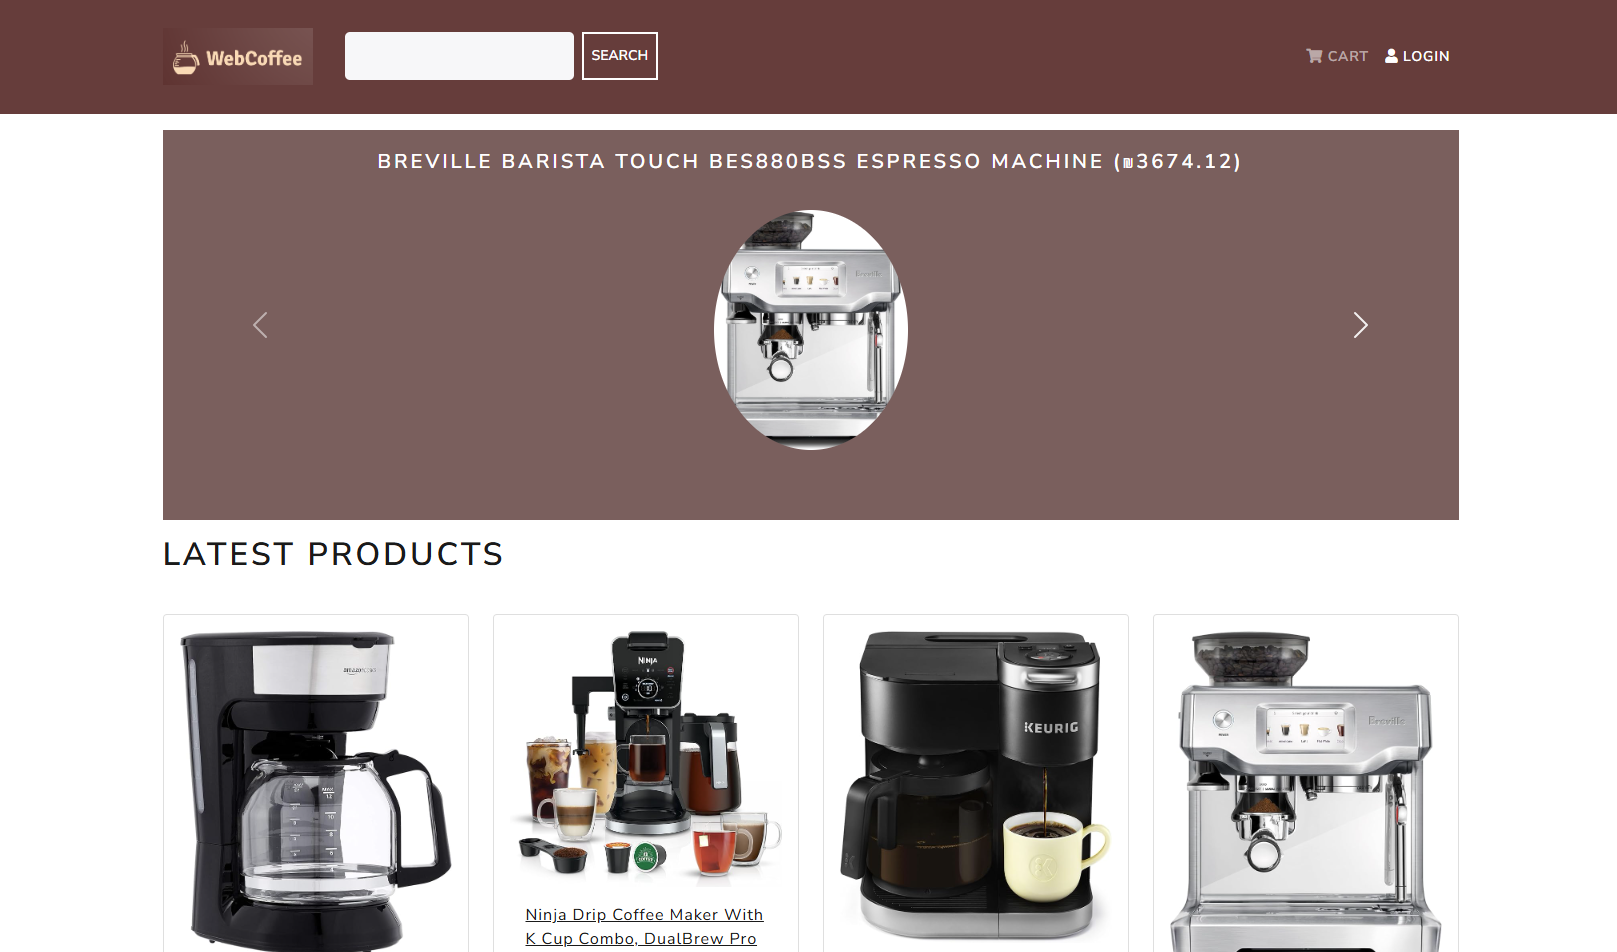 WebCoffee
SEARCH
CART
LOGIN
BREVILLE BARISTA TOUCH BES880BSS ESPRESSO MACHINE (₪3674.12)
Breville
LATEST PRODUCTS
NINJA
KEURIG
Breville
Ninja Drip Coffee Maker With
K Cup Combo, DualBrew Pro